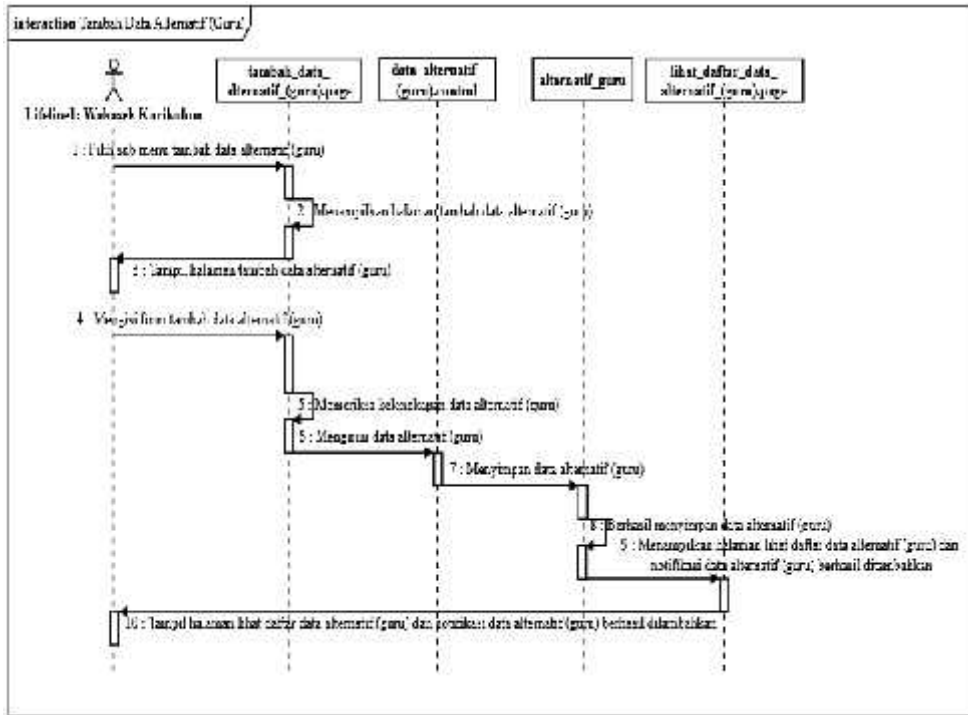 interaction Tambah Data Alternatif (Guru)
tambah_data_
alternatif_(guru).page
data_alternatif
(guru).control
alternatif_guru
lihat_daftar_data_
alternatif_(guru).page
Wakasek Kurikulum
1 : Pilih sub menu tambah data alternatif (guru)
2 : Menampilkan halaman tambah data alternatif (guru)
3 : Tampil halaman tambah data alternatif (guru)
4 : Mengisi form tambah data alternatif (guru)
5 : Memeriksa kelengkapan data alternatif (guru)
6 : Mengirim data alternatif (guru)
7 : Menyimpan data alternatif (guru)
8 : Berhasil menyimpan data alternatif (guru)
9 : Menampilkan halaman lihat daftar data alternatif (guru) dan
notifikasi data alternatif (guru) berhasil ditambahkan
10 : Tampil halaman lihat daftar data alternatif (guru) dan notifikasi data alternatif (guru) berhasil ditambahkan